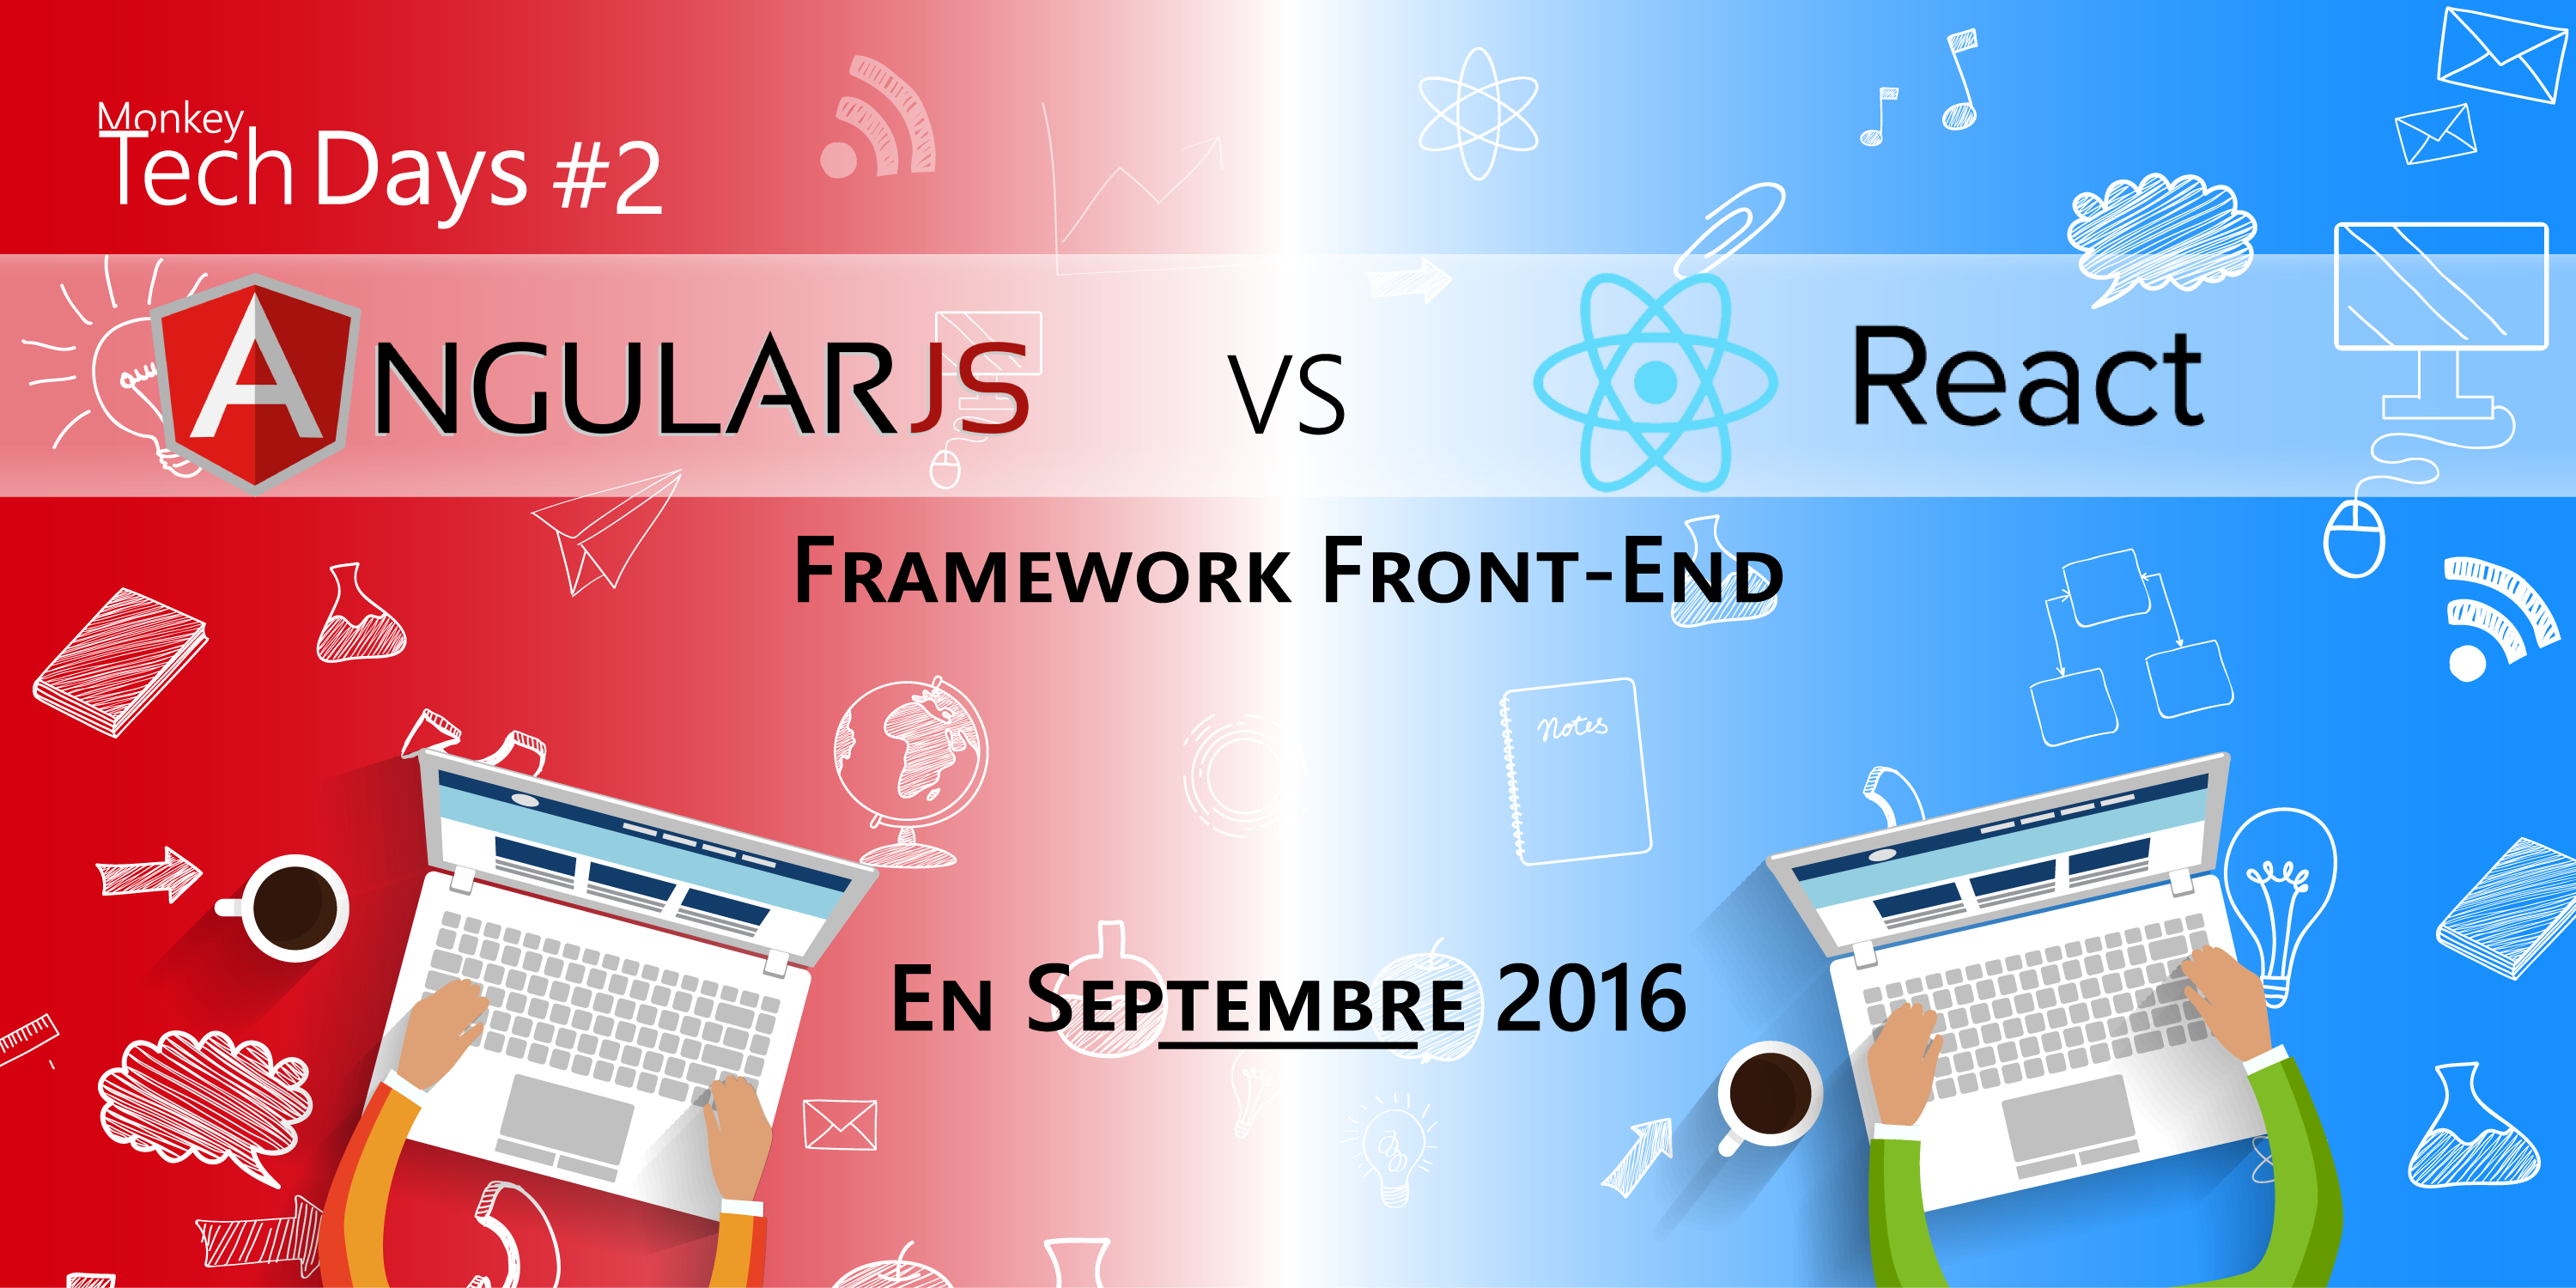 Monkey
Tech Days #2
ANGULARJS VS React
FRAMEWORK FRONT-END
Notes
EN SEPTEMBRE 2016